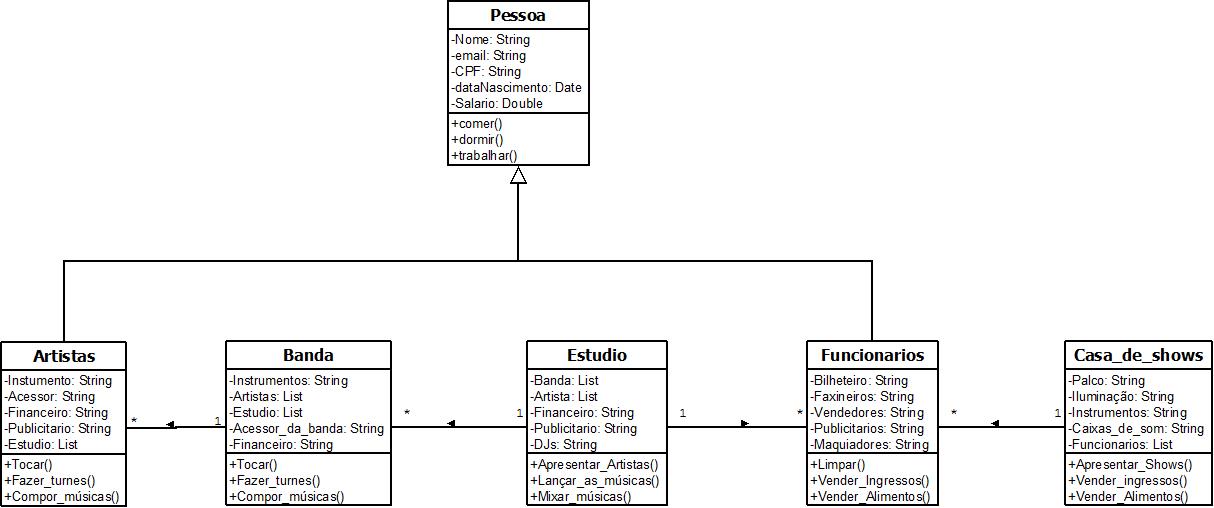 Pessoa
-Nome: String
-email: String
-CPF: String
-dataNascimento: Date
-Salario: Double
+comer()
+dormir()
+trabalhar()
Artistas
-Instumento: String
-Acessor: String
-Financeiro: String
-Publicitario: String
-Estudio: List
+Tocar()
+Fazer_turnes()
+Compor_músicas()
* 1
Banda
-Instrumentos: String
-Artistas: List
-Estudio: List
-Acessor_da_banda: String
-Financeiro: String
+Tocar()
+Fazer_turnes()
+Compor_músicas()
* 1
Estudio
-Banda: List
-Artista: List
-Financeiro: String
-Publicitario: String
-DJs: String
+Apresentar_Artistas()
+Lançar_as_músicas()
+Mixar_músicas()
1 *
Funcionarios
-Bilheteiro: String
-Faxineiros: String
-Vendedores: String
-Publicitarios: String
-Maquiadores: String
+Limpar()
+Vender_Ingressos()
+Vender_Alimentos()
* 1
Casa_de_shows
-Palco: String
-Iluminação: String
-Instrumentos: String
-Caixas_de_som: String
-Funcionarios: List
+Apresentar_Shows()
+Vender_ingressos()
+Vender_Alimentos()